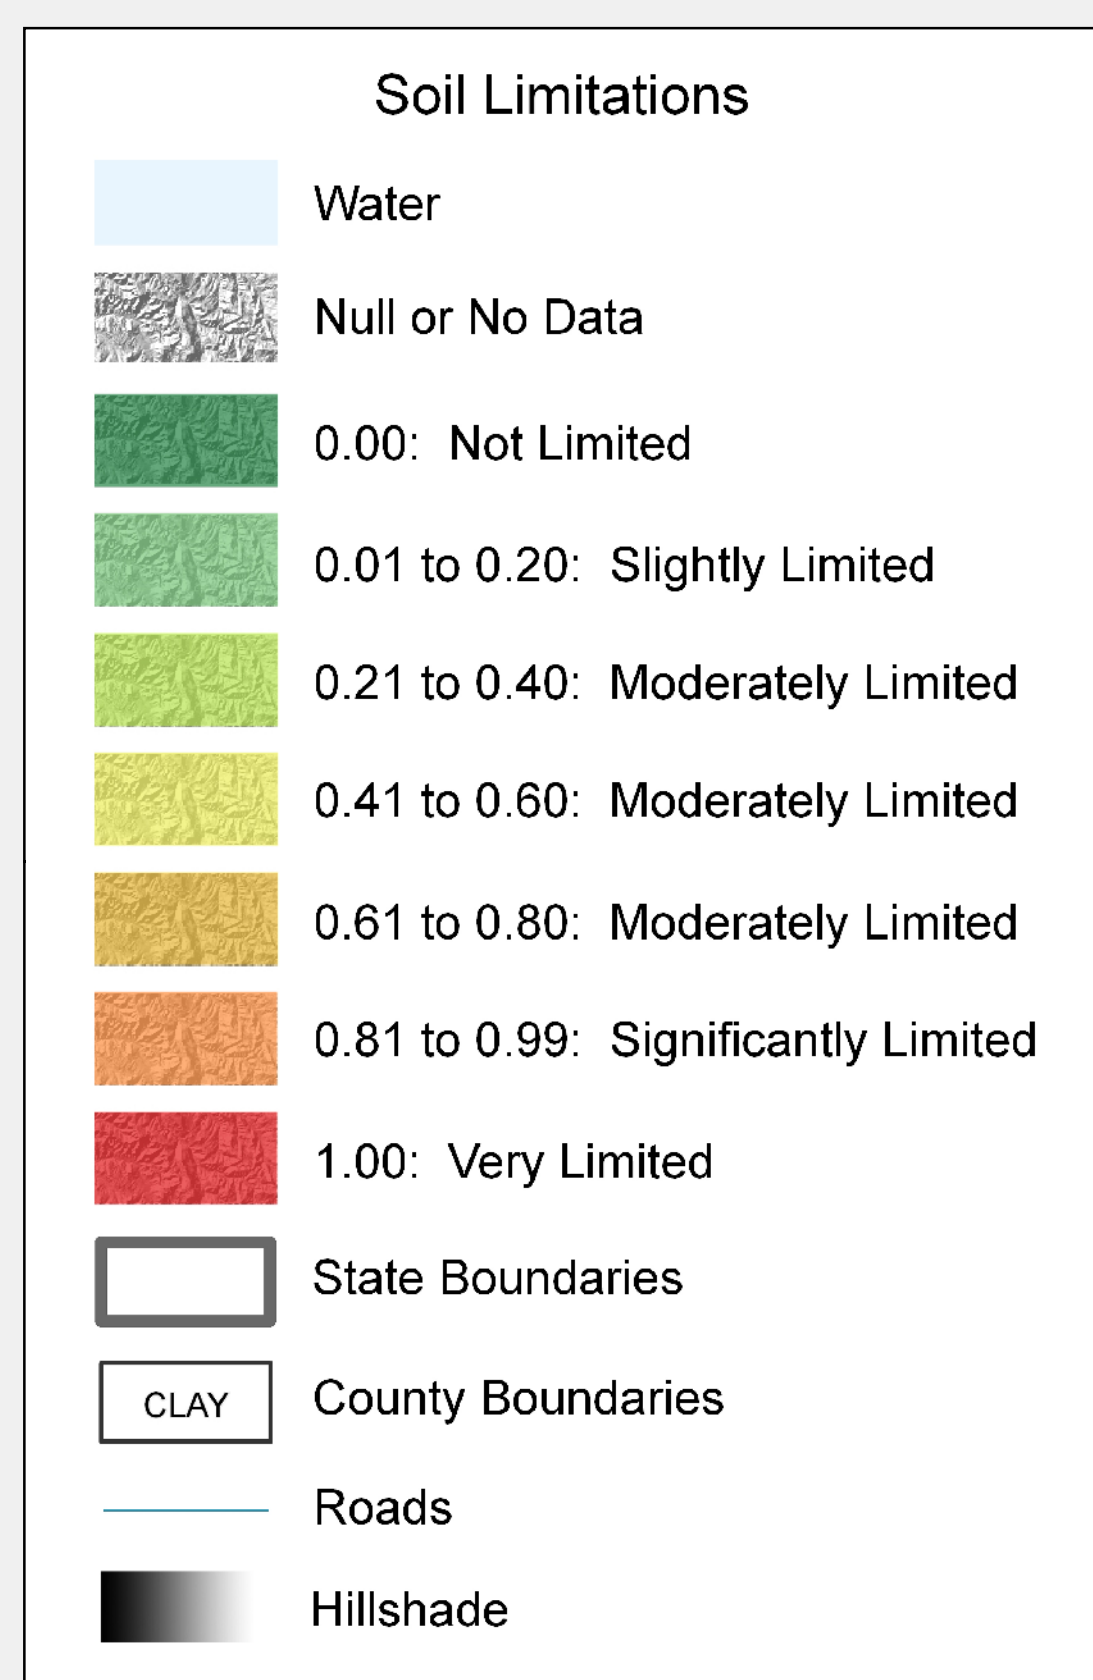 Soil Limitations
Water
Null or No Data
0.00:  Not Limited
0.01 to 0.20:  Slightly Limited
0.21 to 0.40:  Moderately Limited
0.41 to 0.60:  Moderately Limited
0.61 to 0.80:  Moderately Limited
0.81 to 0.99:  Significantly Limited
1.00:  Very Limited
State Boundaries
CLAY County Boundaries
Roads
Hillshade